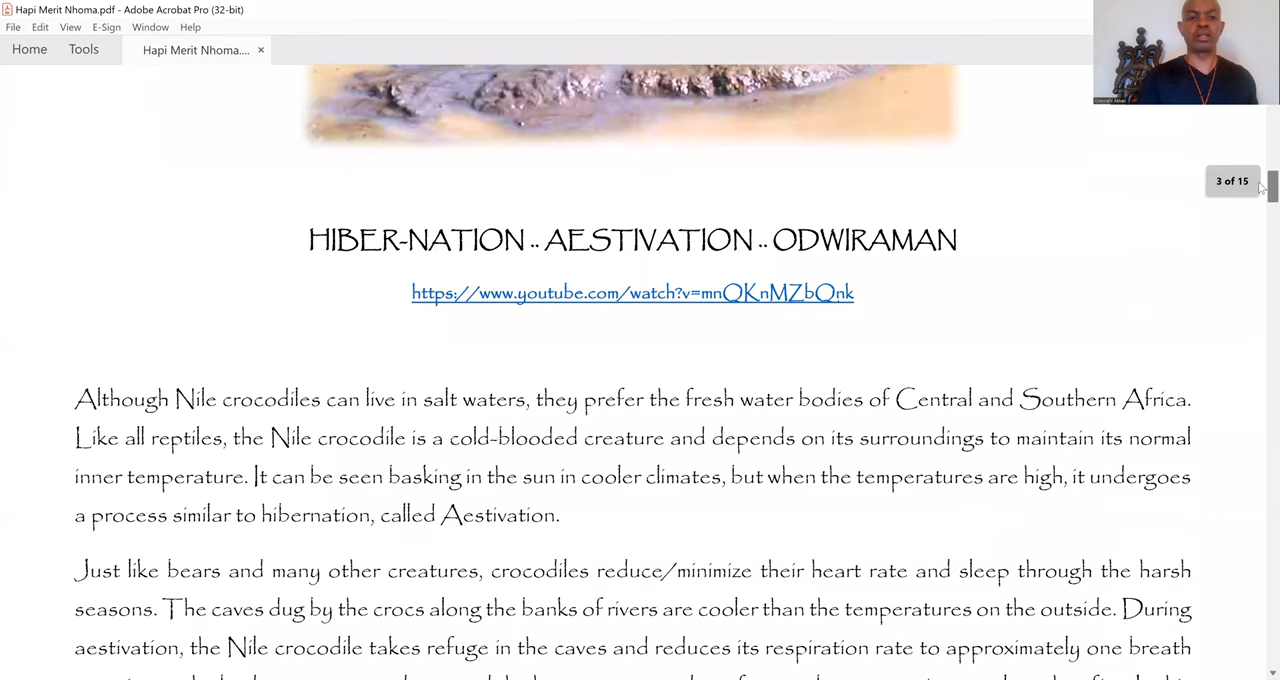 Hapi Merit Nhoma.pdf - Adobe Acrobat Pro (32-bit)
File Edit View E-Sign Window Help
Home Tools Hapi Merit Nhoma.... ×
3 of 15
HIBER-NATION .. AESTIVATION .. ODWIRAMAN
https://www.youtube.com/watch?v=mnQKnMZbQnk
Although Nile crocodiles can live in salt waters, they prefer the fresh water bodies of Central and Southern Africa.
Like all reptiles, the Nile crocodile is a cold-blooded creature and depends on its surroundings to maintain its normal
inner temperature. It can be seen basking in the sun in cooler climates, but when the temperatures are high, it undergoes
a process similar to hibernation, called Aestivation.
Just like bears and many other creatures, crocodiles reduce/minimize their heart rate and sleep through the harsh
seasons. The caves dug by the crocs along the banks of rivers are cooler than the temperatures on the outside. During
aestivation, the Nile crocodile takes refuge in the caves and reduces its respiration rate to approximately one breath